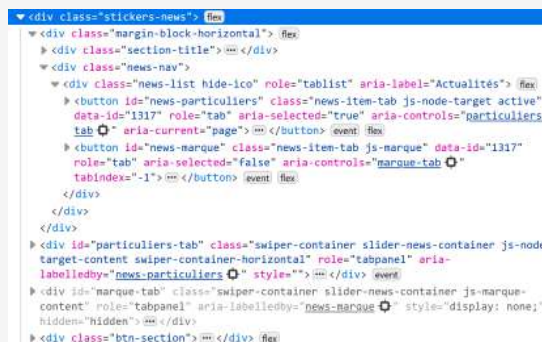 <div class="stickers-news"> flex
<div class="margin-block-horizontal"> flex
<div class="section-title"> ⋯ </div>
<div class="news-nav">
<div class="news-list hide-ico" role="tablist" aria-label="Actualités"> flex
<button id="news-particuliers" class="news-item-tab js-node-target active"
data-id="1317" role="tab" aria-selected="true" aria-controls="particuliers
tab" aria-current="page"> ⋯ </button> event flex
<button id="news-marque" class="news-item-tab js-marque" data-id="1317"
role="tab" aria-selected="false" aria-controls="marque-tab"
tabindex="-1"> ⋯ </button> event flex
</div>
</div>
</div>
<div id="particuliers-tab" class="swiper-container slider-news-container js-node
target-content swiper-container-horizontal" role="tabpanel" aria-
labelledby="news-particuliers" style=""> ⋯ </div> event
<div id="marque-tab" class="swiper-container slider-news-container js-marque-
content" role="tabpanel" aria-labelledby="news-marque" style="display: none;"
hidden="hidden"> ⋯ </div>
<div class="btn-section"> ⋯ </div> flex